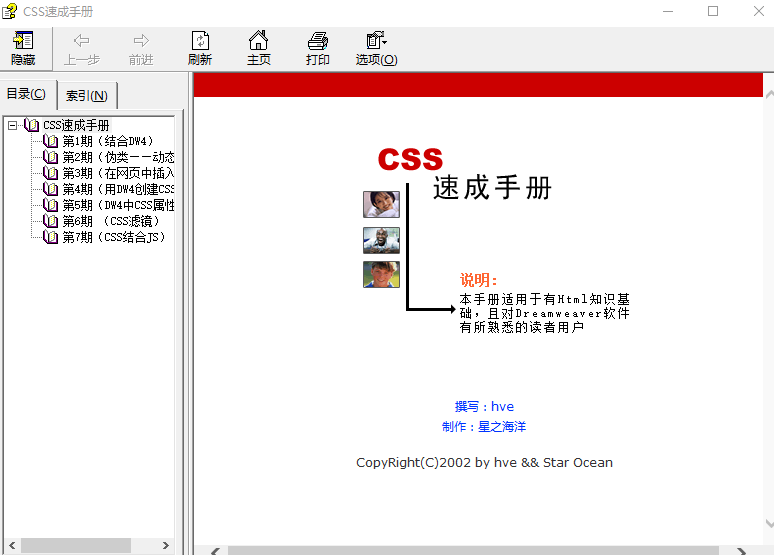 CSS速成手册
隐藏
上一步
前进
刷新
主页
打印
选项(O)
目录(C)
索引(N)
CSS速成手册
第1期（结合DW4）
第2期（伪类——动态
第3期（在网页中插入
第4期（用DW4创建CSS
第5期（DW4中CSS属性
第6期 （CSS滤镜）
第7期（CSS结合JS）
CSS
速成手册
说明:
本手册适用于有Html知识基
础，且对Dreamweaver软件
有所熟悉的读者用户
撰写：hve
制作：星之海洋
CopyRight(C)2002 by hve && Star Ocean